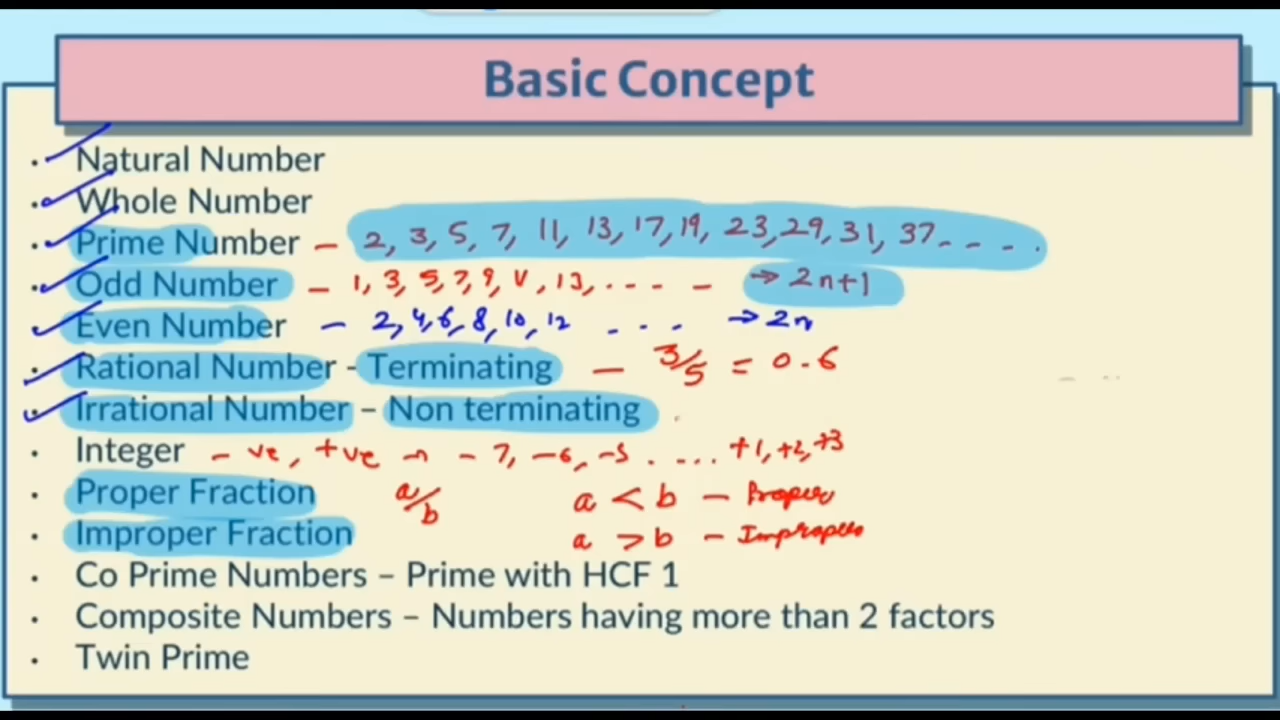 Basic Concept
· Natural Number
· Whole Number
· Prime Number – 2, 3, 5, 7, 11, 13, 17, 19, 23, 29, 31, 37 - - - .
· Odd Number – 1, 3, 5, 7, 9, 11, 13, . - - - – → 2n+1
· Even Number – 2, 4, 6, 8, 10, 12 . - . → 2n
· Rational Number - Terminating – 3/5 = 0.6
· Irrational Number – Non terminating
· Integer - ve, +ve - 7, -6, -5 . - - . . +1, +2, +3
· Proper Fraction a/b a < b – Proper
· Improper Fraction a > b – Improper
· Co Prime Numbers – Prime with HCF 1
· Composite Numbers – Numbers having more than 2 factors
· Twin Prime